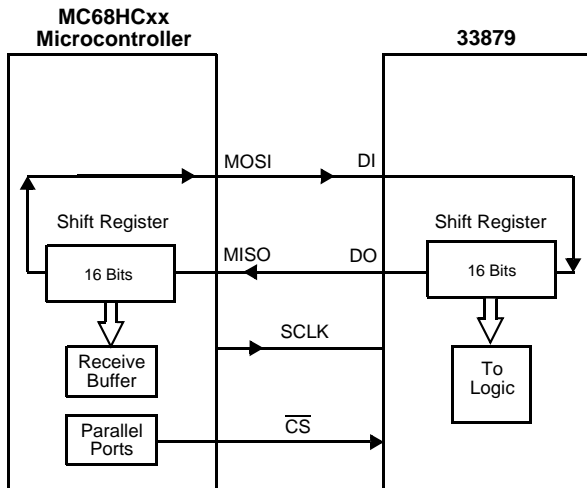 MC68HCxx
Microcontroller
33879
MOSI
DI
Shift Register
Shift Register
MISO
DO
16 Bits
16 Bits
SCLK
Receive
Buffer
To
Logic
Parallel
Ports
C̅S̅